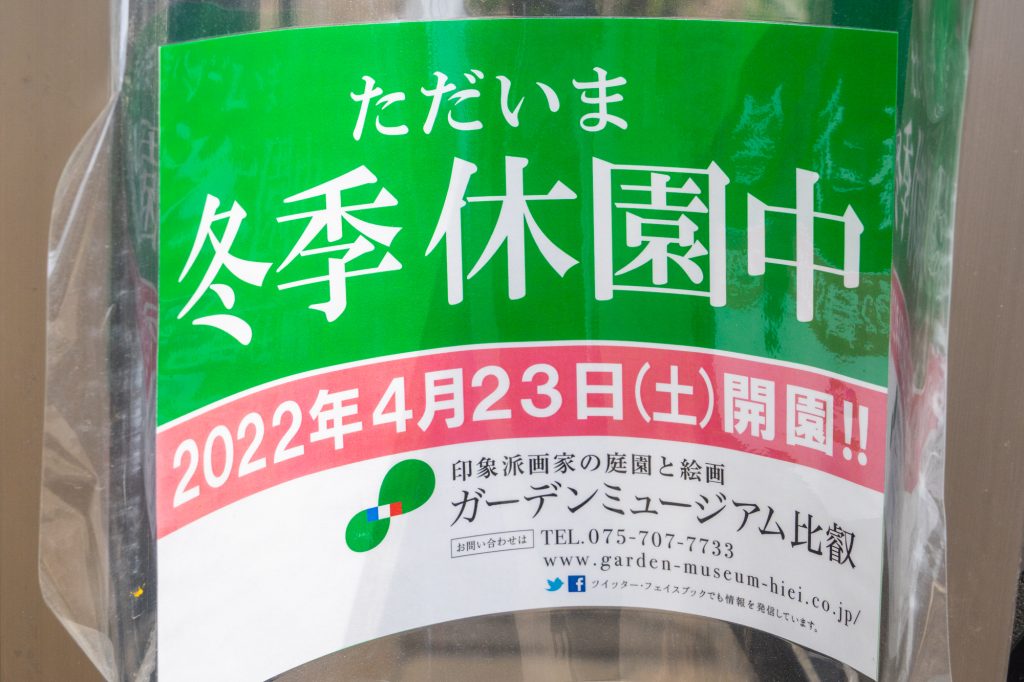 ただいま
冬季休園中
2022年4月23日(土)開園!!
印象派画家の庭園と絵画
ガーデンミュージアム比叡
お問い合わせは TEL.075-707-7733
www.garden-museum-hiei.co.jp/
ツイッター・フェイスブックでも情報を発信しています。